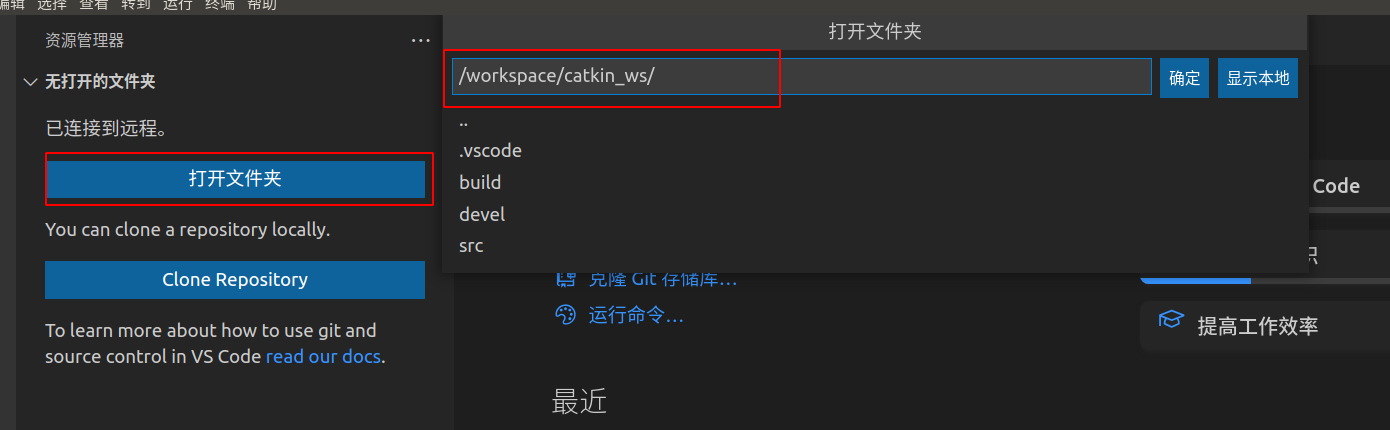 编辑 选择 查看 转到 运行 终端 帮助
资源管理器
无打开的文件夹
已连接到远程。
打开文件夹
You can clone a repository locally.
Clone Repository
To learn more about how to use git and
source control in VS Code read our docs.
打开文件夹
/workspace/catkin_ws/
确定
显示本地
..
.vscode
build
devel
src
克隆 Git 存储库...
运行命令...
最近
Code
提高工作效率